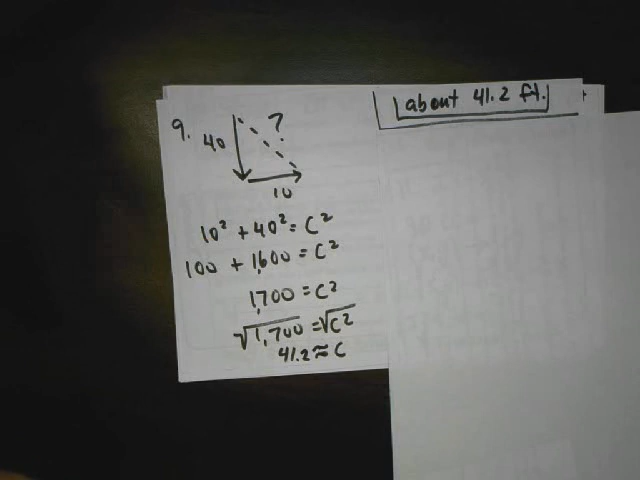 about 41.2 ft.
9.
40
?
10
10² + 40² = C²
100 + 1,600 = C²
1,700 = C²
√1,700 = √C²
41.2 ≈ C